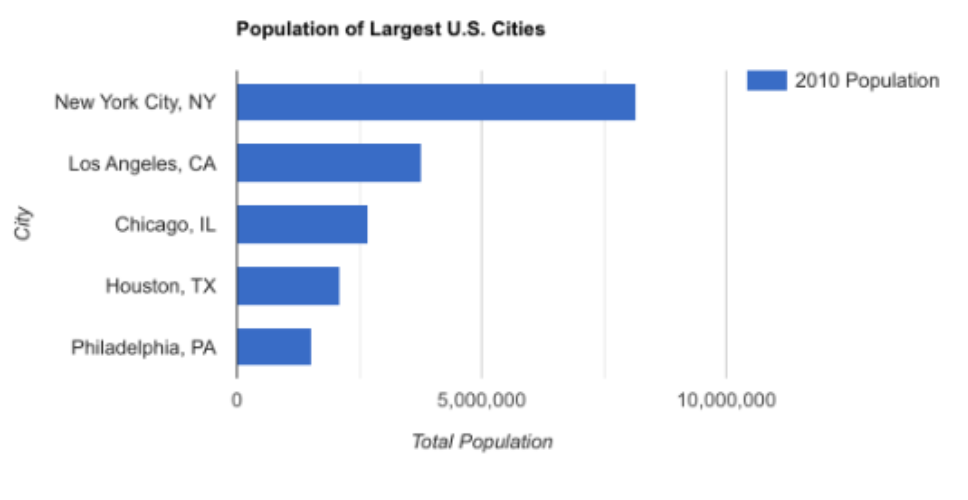 Population of Largest U.S. Cities
2010 Population
New York City, NY
Los Angeles, CA
Chicago, IL
Houston, TX
Philadelphia, PA
City
0
5,000,000
10,000,000
Total Population